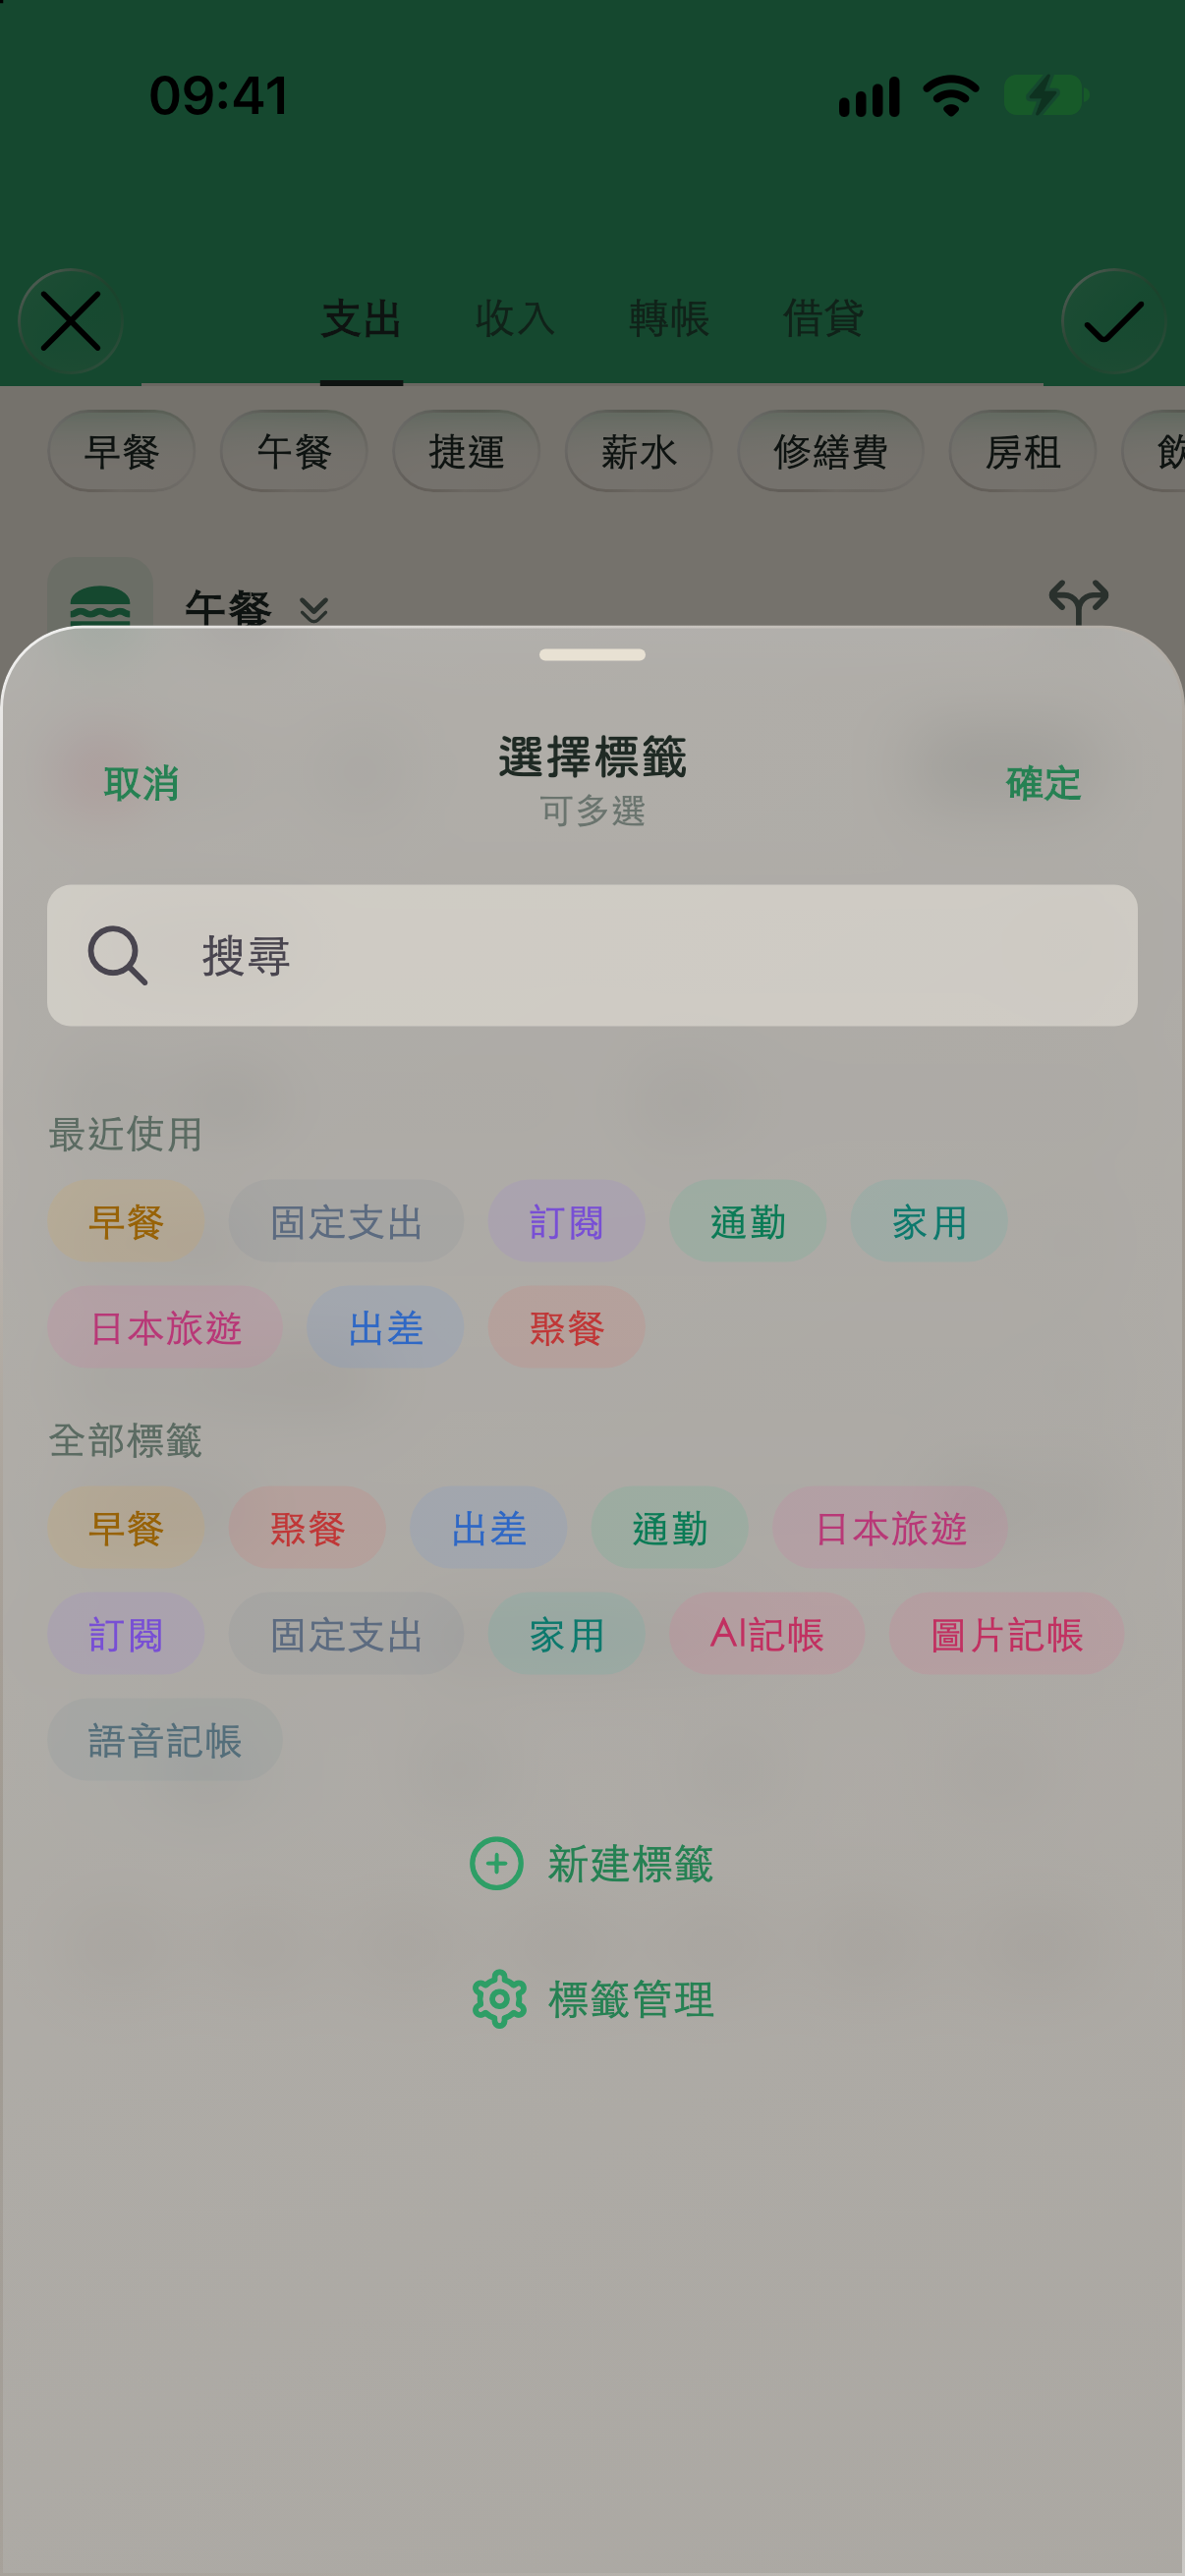 09:41
支出 收入 轉帳 借貸
早餐 午餐 捷運 薪水 修繕費 房租 飲
午餐
選擇標籤
取消 確定
可多選
搜尋
最近使用
早餐 固定支出 訂閱 通勤 家用
日本旅遊 出差 聚餐
全部標籤
早餐 聚餐 出差 通勤 日本旅遊
訂閱 固定支出 家用 AI記帳 圖片記帳
語音記帳
新建標籤
標籤管理